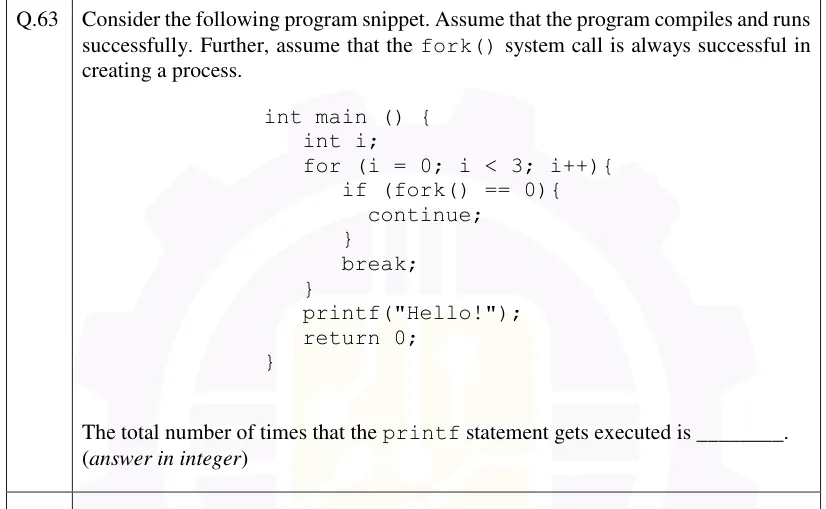 Q.63 Consider the following program snippet. Assume that the program compiles and runs
successfully. Further, assume that the fork() system call is always successful in
creating a process.
int main () {
int i;
for (i = 0; i < 3; i++){
if (fork() == 0){
continue;
}
break;
}
printf("Hello!");
return 0;
}
The total number of times that the printf statement gets executed is ________.
(answer in integer)